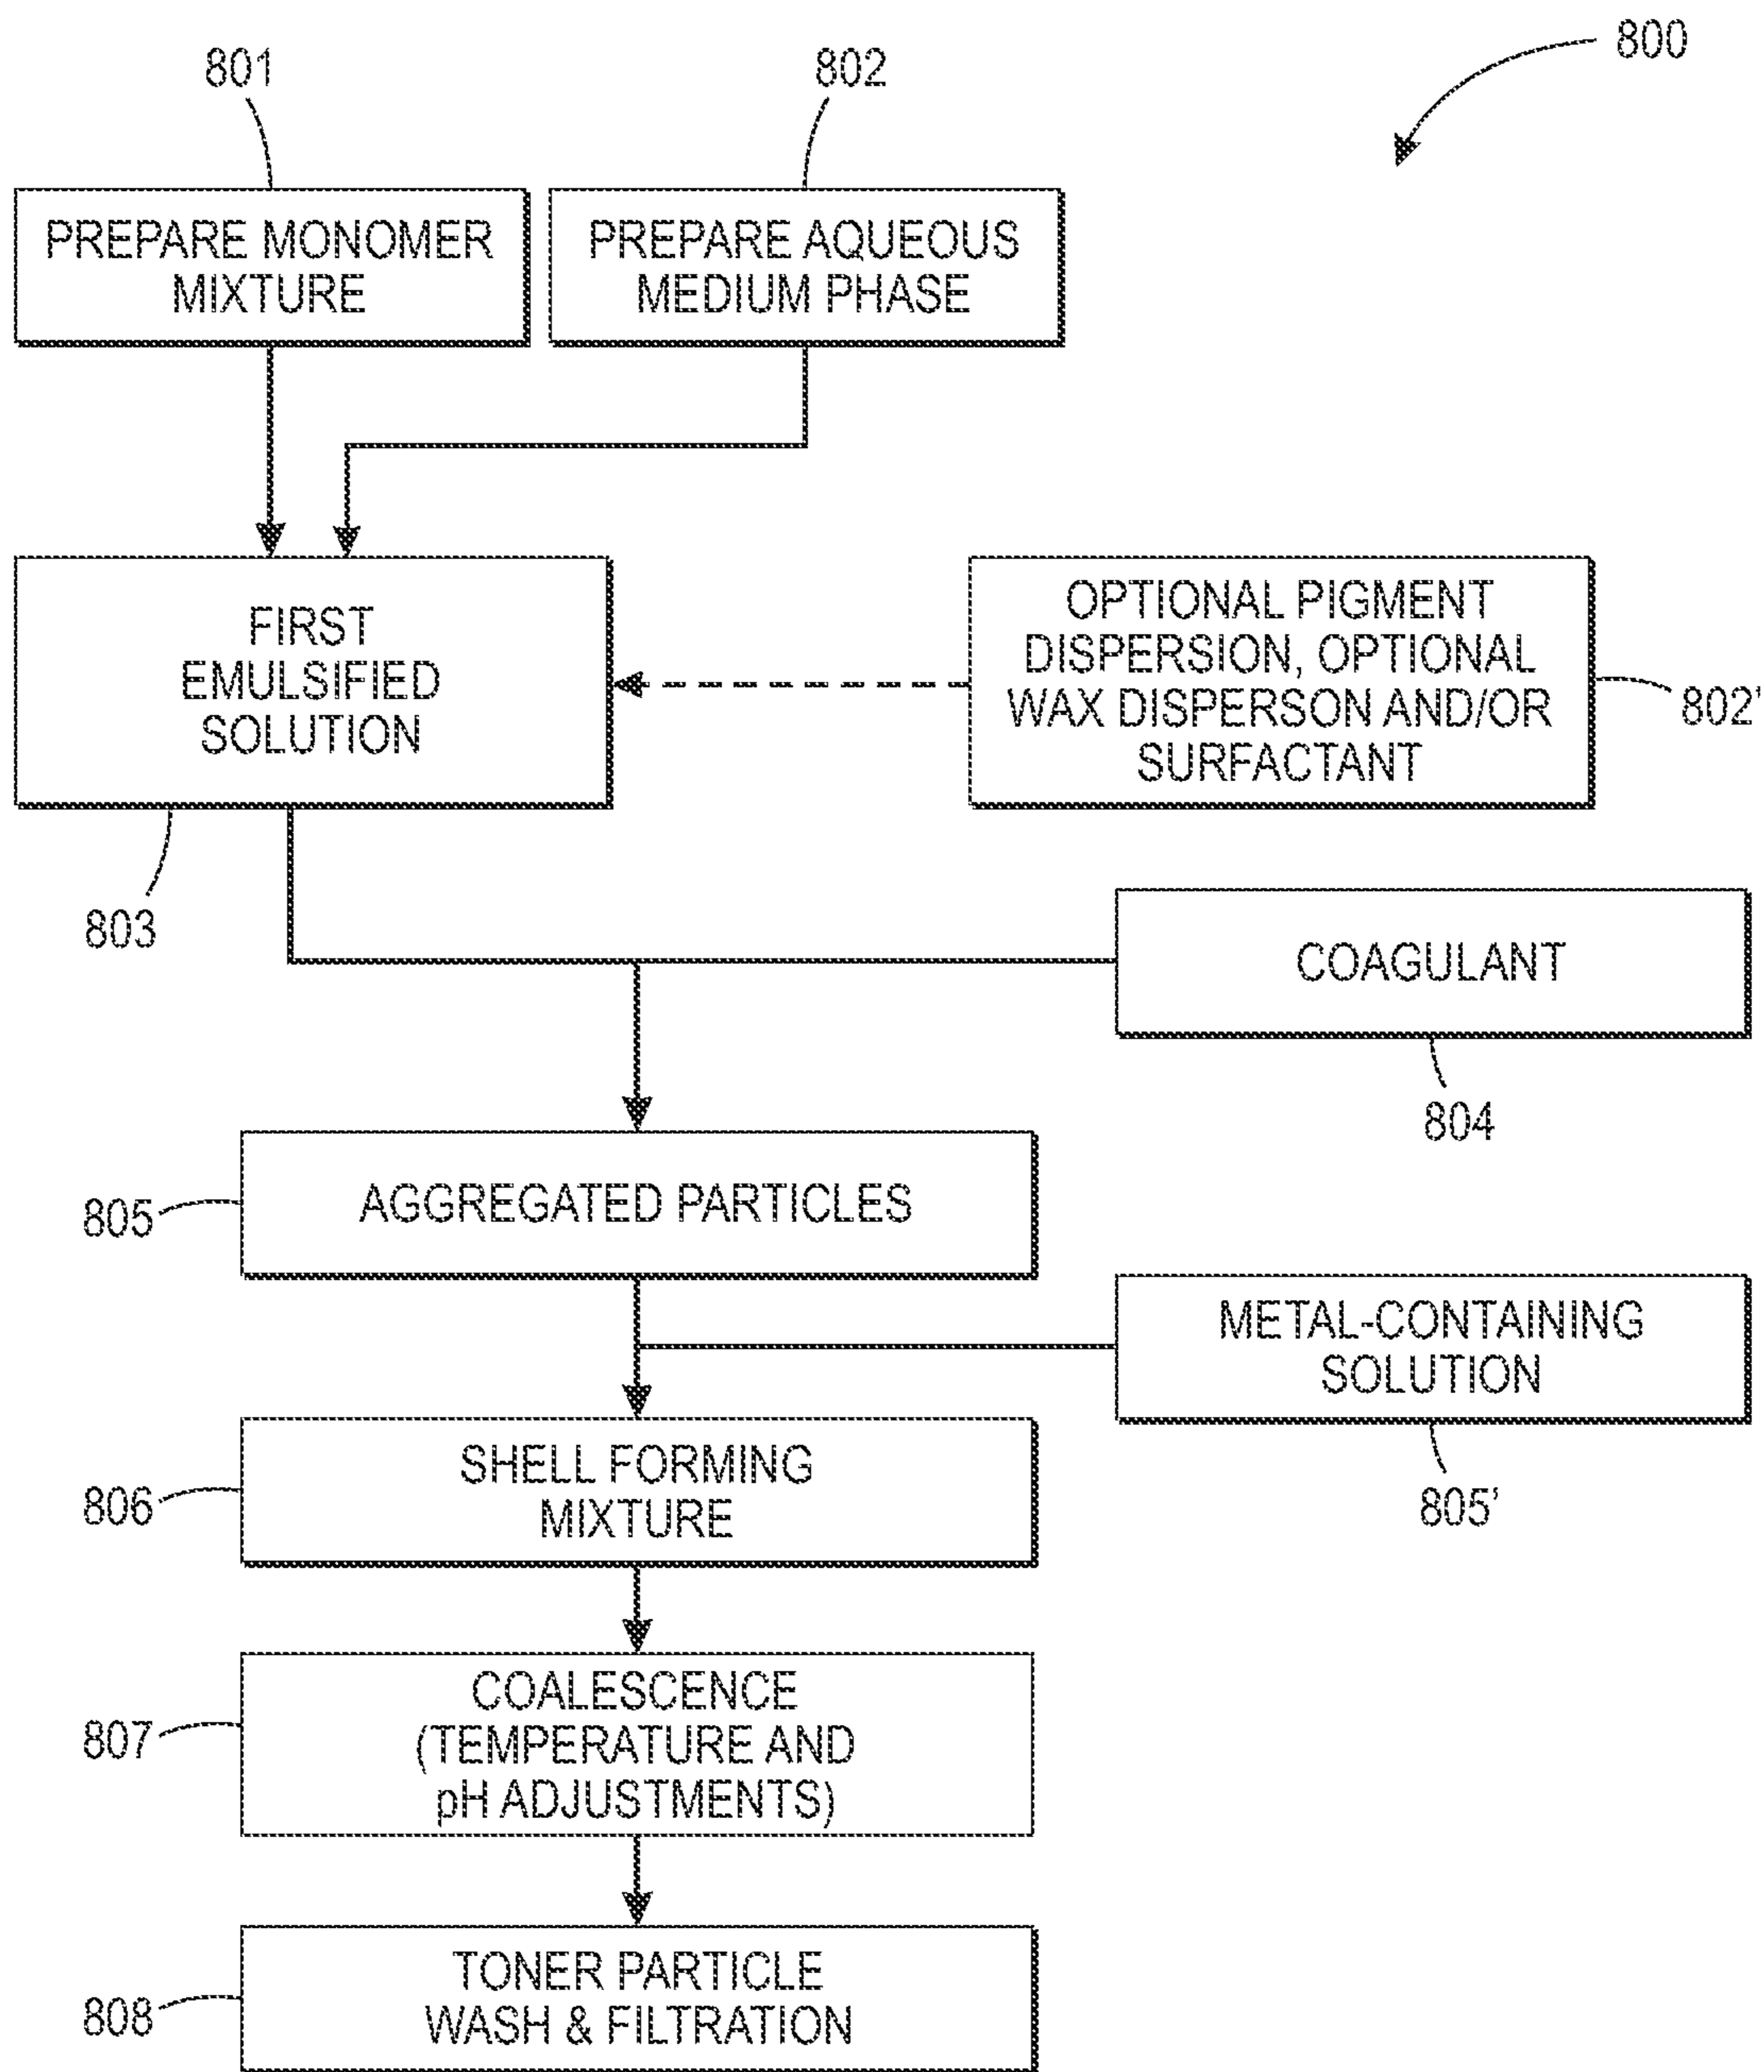 800
801
802
PREPARE MONOMER
MIXTURE
PREPARE AQUEOUS
MEDIUM PHASE
FIRST
EMULSIFIED
SOLUTION
OPTIONAL PIGMENT
DISPERSION, OPTIONAL
WAX DISPERSON AND/OR
SURFACTANT
802'
803
COAGULANT
804
AGGREGATED PARTICLES
805
METAL-CONTAINING
SOLUTION
805'
SHELL FORMING
MIXTURE
806
COALESCENCE
(TEMPERATURE AND
pH ADJUSTMENTS)
807
TONER PARTICLE
WASH & FILTRATION
808